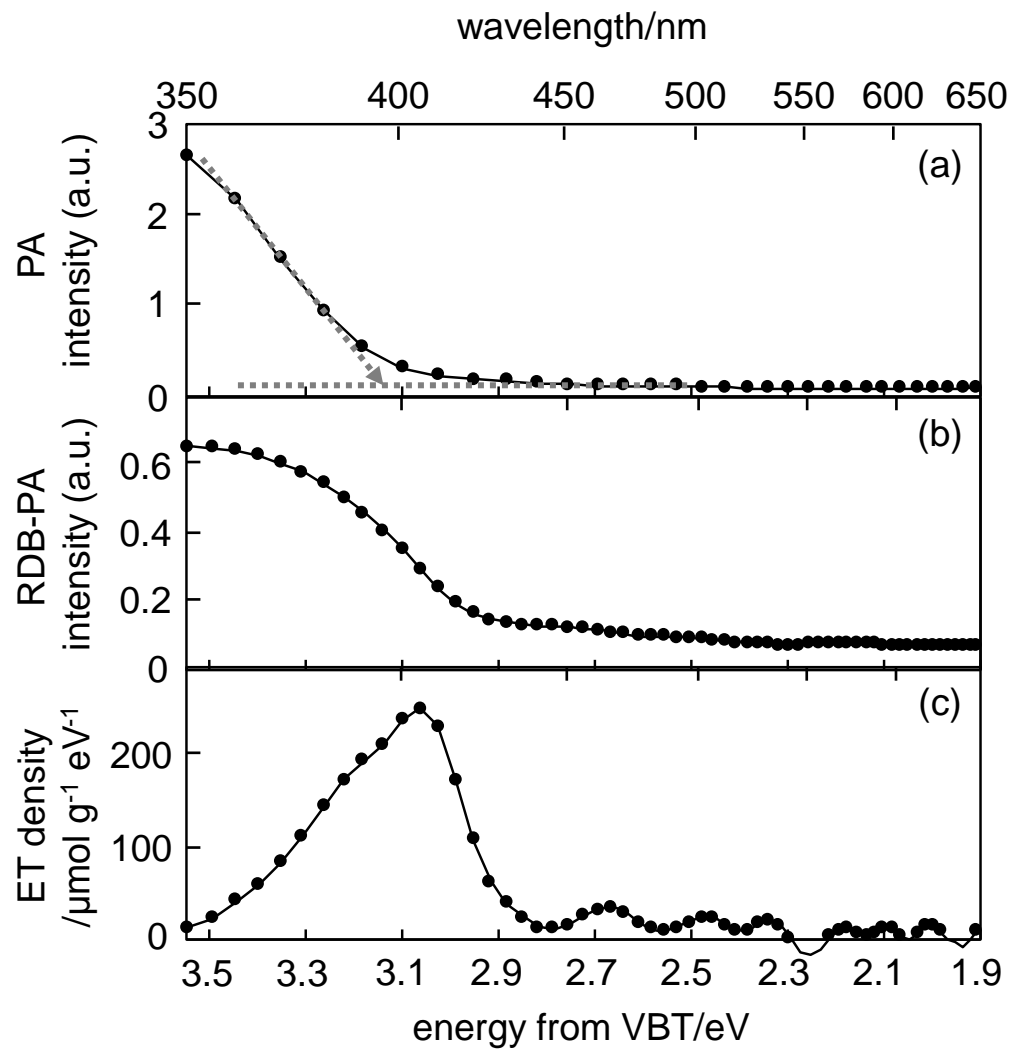 wavelength/nm
350 400 450 500 550 600 650
3
2
1
0
PA
intensity (a.u.)
(a)
0.6
0.4
0.2
0
RDB-PA
intensity (a.u.)
(b)
200
100
0
ET density
/μmol g-1 eV-1
(c)
3.5 3.3 3.1 2.9 2.7 2.5 2.3 2.1 1.9
energy from VBT/eV